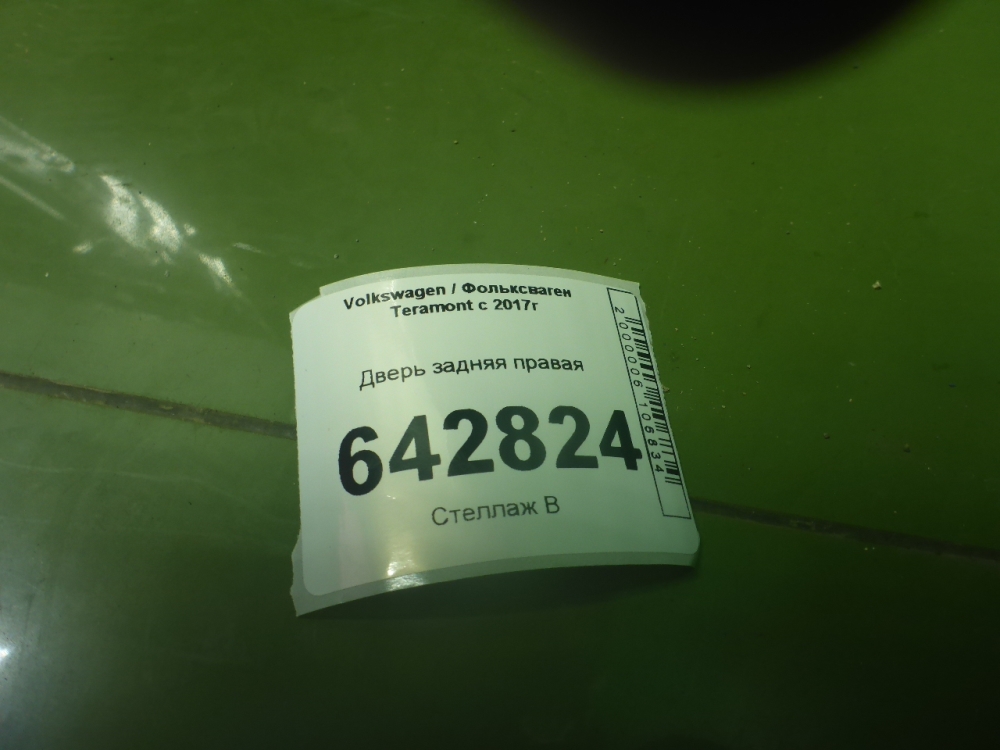 Volkswagen / Фольксваген
Teramont с 2017г
Дверь задняя правая
642824
Стеллаж В
2000006106834